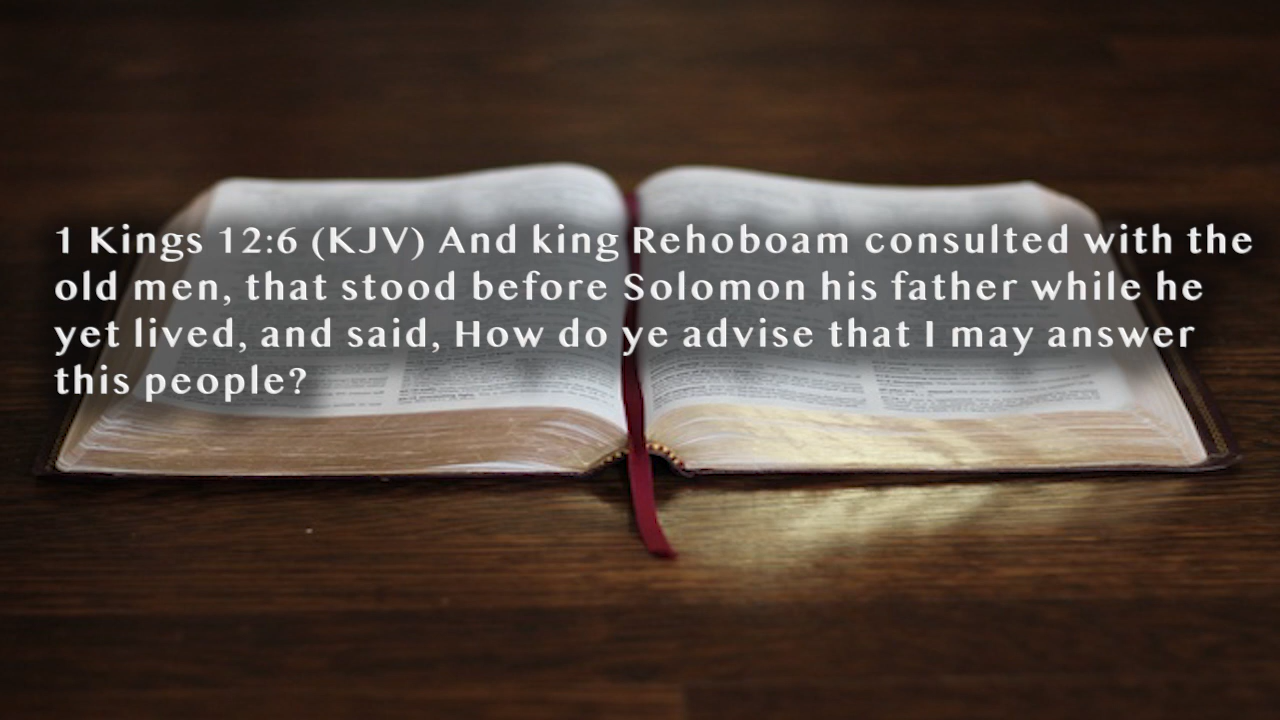 1 Kings 12:6 (KJV) And king Rehoboam consulted with the
old men, that stood before Solomon his father while he
yet lived, and said, How do ye advise that I may answer
this people?